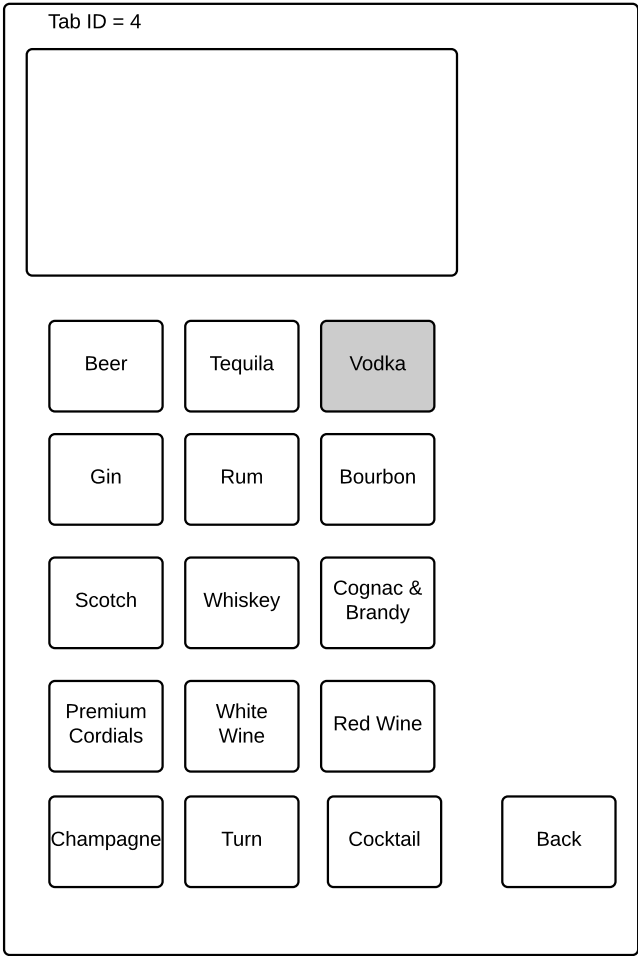 Tab ID = 4
Beer
Tequila
Vodka
Gin
Rum
Bourbon
Scotch
Whiskey
Cognac &
Brandy
Premium
Cordials
White
Wine
Red Wine
Champagne
Turn
Cocktail
Back